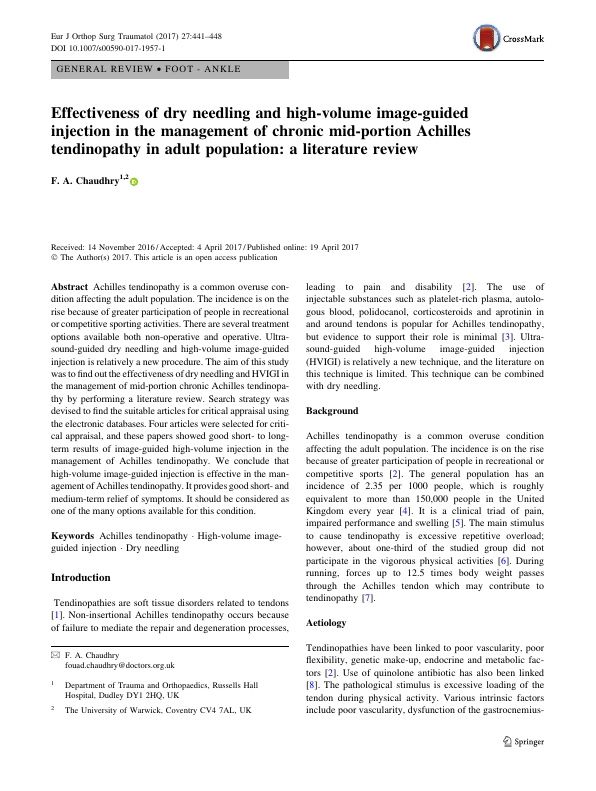 Eur J Orthop Surg Traumatol (2017) 27:441–448
DOI 10.1007/s00590-017-1957-1
CrossMark
GENERAL REVIEW • FOOT - ANKLE
Effectiveness of dry needling and high-volume image-guided
injection in the management of chronic mid-portion Achilles
tendinopathy in adult population: a literature review
F. A. Chaudhry1,2
Received: 14 November 2016 / Accepted: 4 April 2017 / Published online: 19 April 2017
© The Author(s) 2017. This article is an open access publication
Abstract Achilles tendinopathy is a common overuse con-
dition affecting the adult population. The incidence is on the
rise because of greater participation of people in recreational
or competitive sporting activities. There are several treatment
options available both non-operative and operative. Ultra-
sound-guided dry needling and high-volume image-guided
injection is relatively a new procedure. The aim of this study
was to find out the effectiveness of dry needling and HVIGI in
the management of mid-portion chronic Achilles tendinopa-
thy by performing a literature review. Search strategy was
devised to find the suitable articles for critical appraisal using
the electronic databases. Four articles were selected for criti-
cal appraisal, and these papers showed good short- to long-
term results of image-guided high-volume injection in the
management of Achilles tendinopathy. We conclude that
high-volume image-guided injection is effective in the man-
agement of Achilles tendinopathy. It provides good short- and
medium-term relief of symptoms. It should be considered as
one of the many options available for this condition.
Keywords Achilles tendinopathy · High-volume image-
guided injection · Dry needling
Introduction
Tendinopathies are soft tissue disorders related to tendons
[1]. Non-insertional Achilles tendinopathy occurs because
of failure to mediate the repair and degeneration processes,
F. A. Chaudhry
fouad.chaudhry@doctors.org.uk
1 Department of Trauma and Orthopaedics, Russells Hall
Hospital, Dudley DY1 2HQ, UK
2 The University of Warwick, Coventry CV4 7AL, UK
leading to pain and disability [2]. The use of
injectable substances such as platelet-rich plasma, autolo-
gous blood, polidocanol, corticosteroids and aprotinin in
and around tendons is popular for Achilles tendinopathy,
but evidence to support their role is minimal [3]. Ultra-
sound-guided high-volume image-guided injection
(HVIGI) is relatively a new technique, and the literature on
this technique is limited. This technique can be combined
with dry needling.
Background
Achilles tendinopathy is a common overuse condition
affecting the adult population. The incidence is on the rise
because of greater participation of people in recreational or
competitive sports [2]. The general population has an
incidence of 2.35 per 1000 people, which is roughly
equivalent to more than 150,000 people in the United
Kingdom every year [4]. It is a clinical triad of pain,
impaired performance and swelling [5]. The main stimulus
to cause tendinopathy is excessive repetitive overload;
however, about one-third of the studied group did not
participate in the vigorous physical activities [6]. During
running, forces up to 12.5 times body weight passes
through the Achilles tendon which may contribute to
tendinopathy [7].
Aetiology
Tendinopathies have been linked to poor vascularity, poor
flexibility, genetic make-up, endocrine and metabolic fac-
tors [2]. Use of quinolone antibiotic has also been linked
[8]. The pathological stimulus is excessive loading of the
tendon during physical activity. Various intrinsic factors
include poor vascularity, dysfunction of the gastrocnemius-
Springer